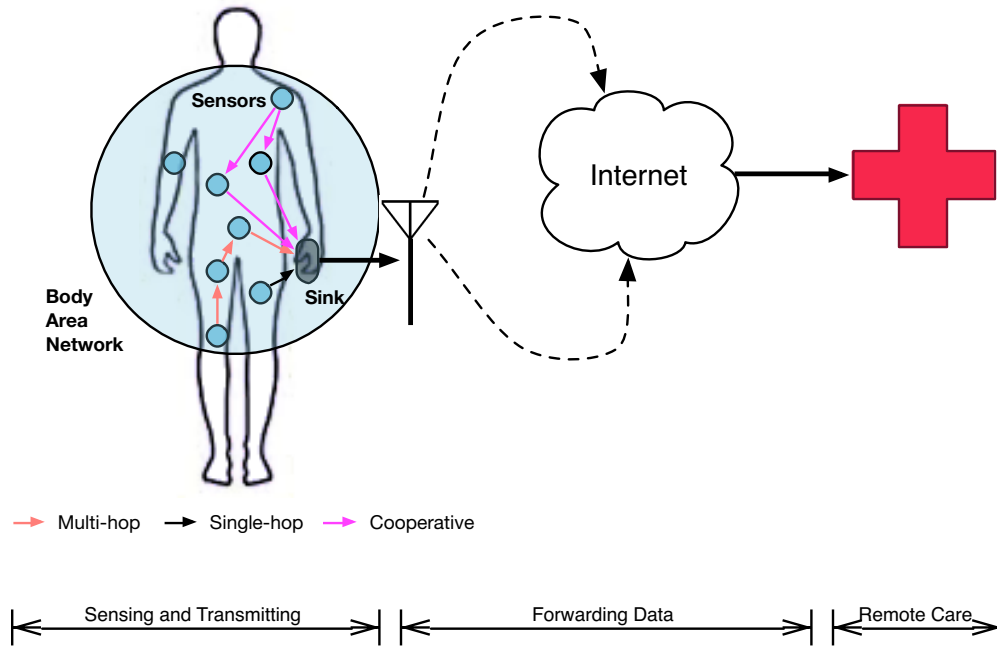 Sensors
Internet
Sink
Body
Area
Network
Multi-hop
Single-hop
Cooperative
Sensing and Transmitting
Forwarding Data
Remote Care